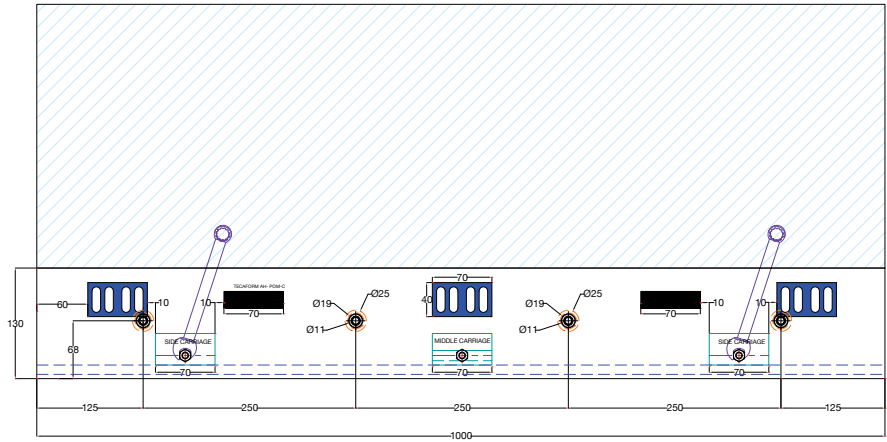 TECAFORM AH- POM-C
70
60
10
10
Ø19
Ø25
40
Ø19
Ø25
10
10
70
70
130
Ø11
Ø11
68
SIDE CARRIAGE
MIDDLE CARRIAGE
SIDE CARRIAGE
70
70
70
125
250
250
250
125
1000